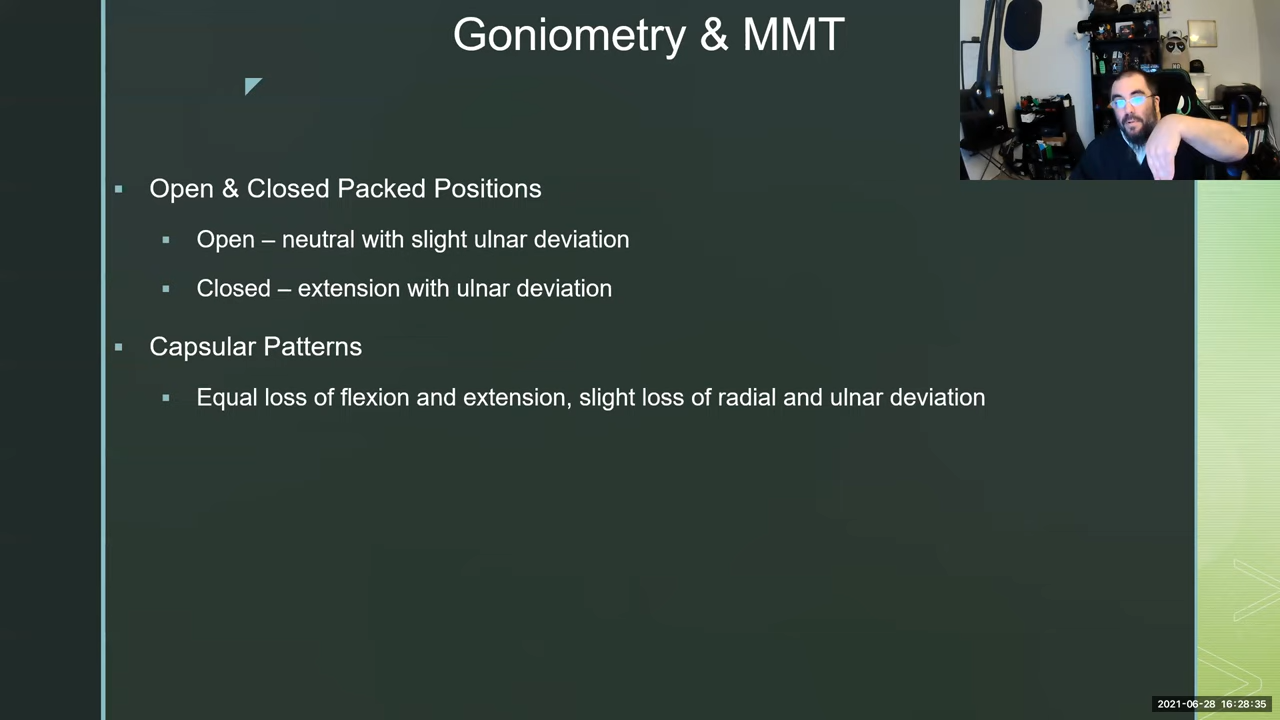 Goniometry & MMT
▪ Open & Closed Packed Positions
▪ Open – neutral with slight ulnar deviation
▪ Closed – extension with ulnar deviation
▪ Capsular Patterns
▪ Equal loss of flexion and extension, slight loss of radial and ulnar deviation
2021-06-28 16:28:35